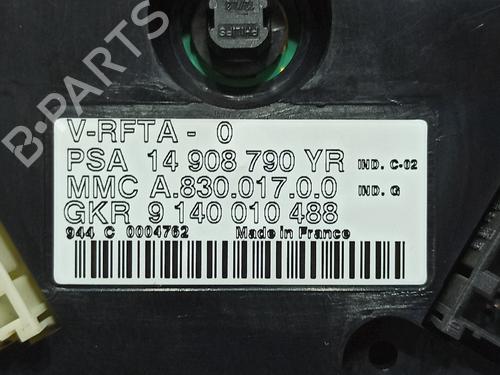 PHILIPS
V-RFTA - 0
PSA 14 908 790 YR IND. C-02
MMC A.830.017.0.0 IND. G
GKR 9 140 010 488
944 C 0004762 Made in France
B-PARTS